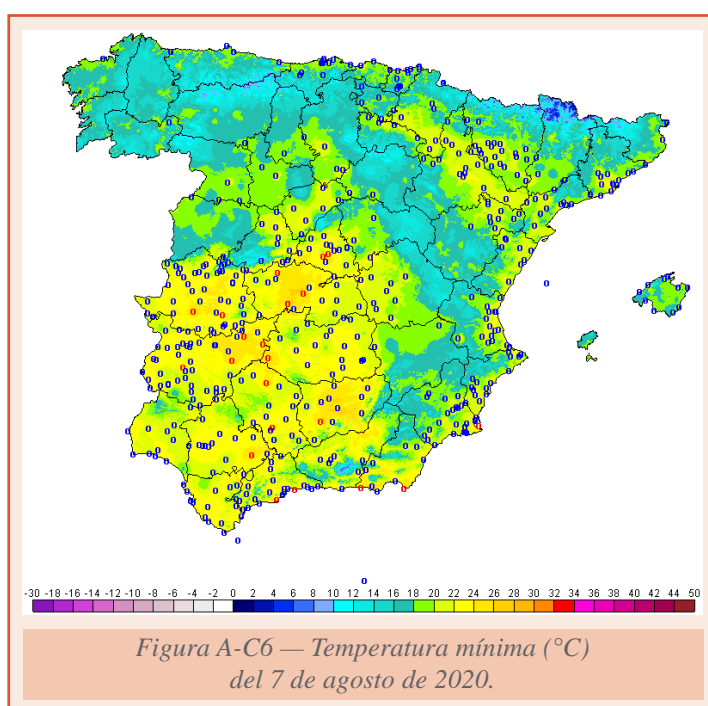 -30 -18 -16 -14 -12 -10 -8 -6 -4 -2 0 2 4 6 8 10 12 14 16 18 20 22 24 26 28 30 32 34 36 38 40 42 44 46 50
Figura A-C6 — Temperatura mínima (°C)
del 7 de agosto de 2020.